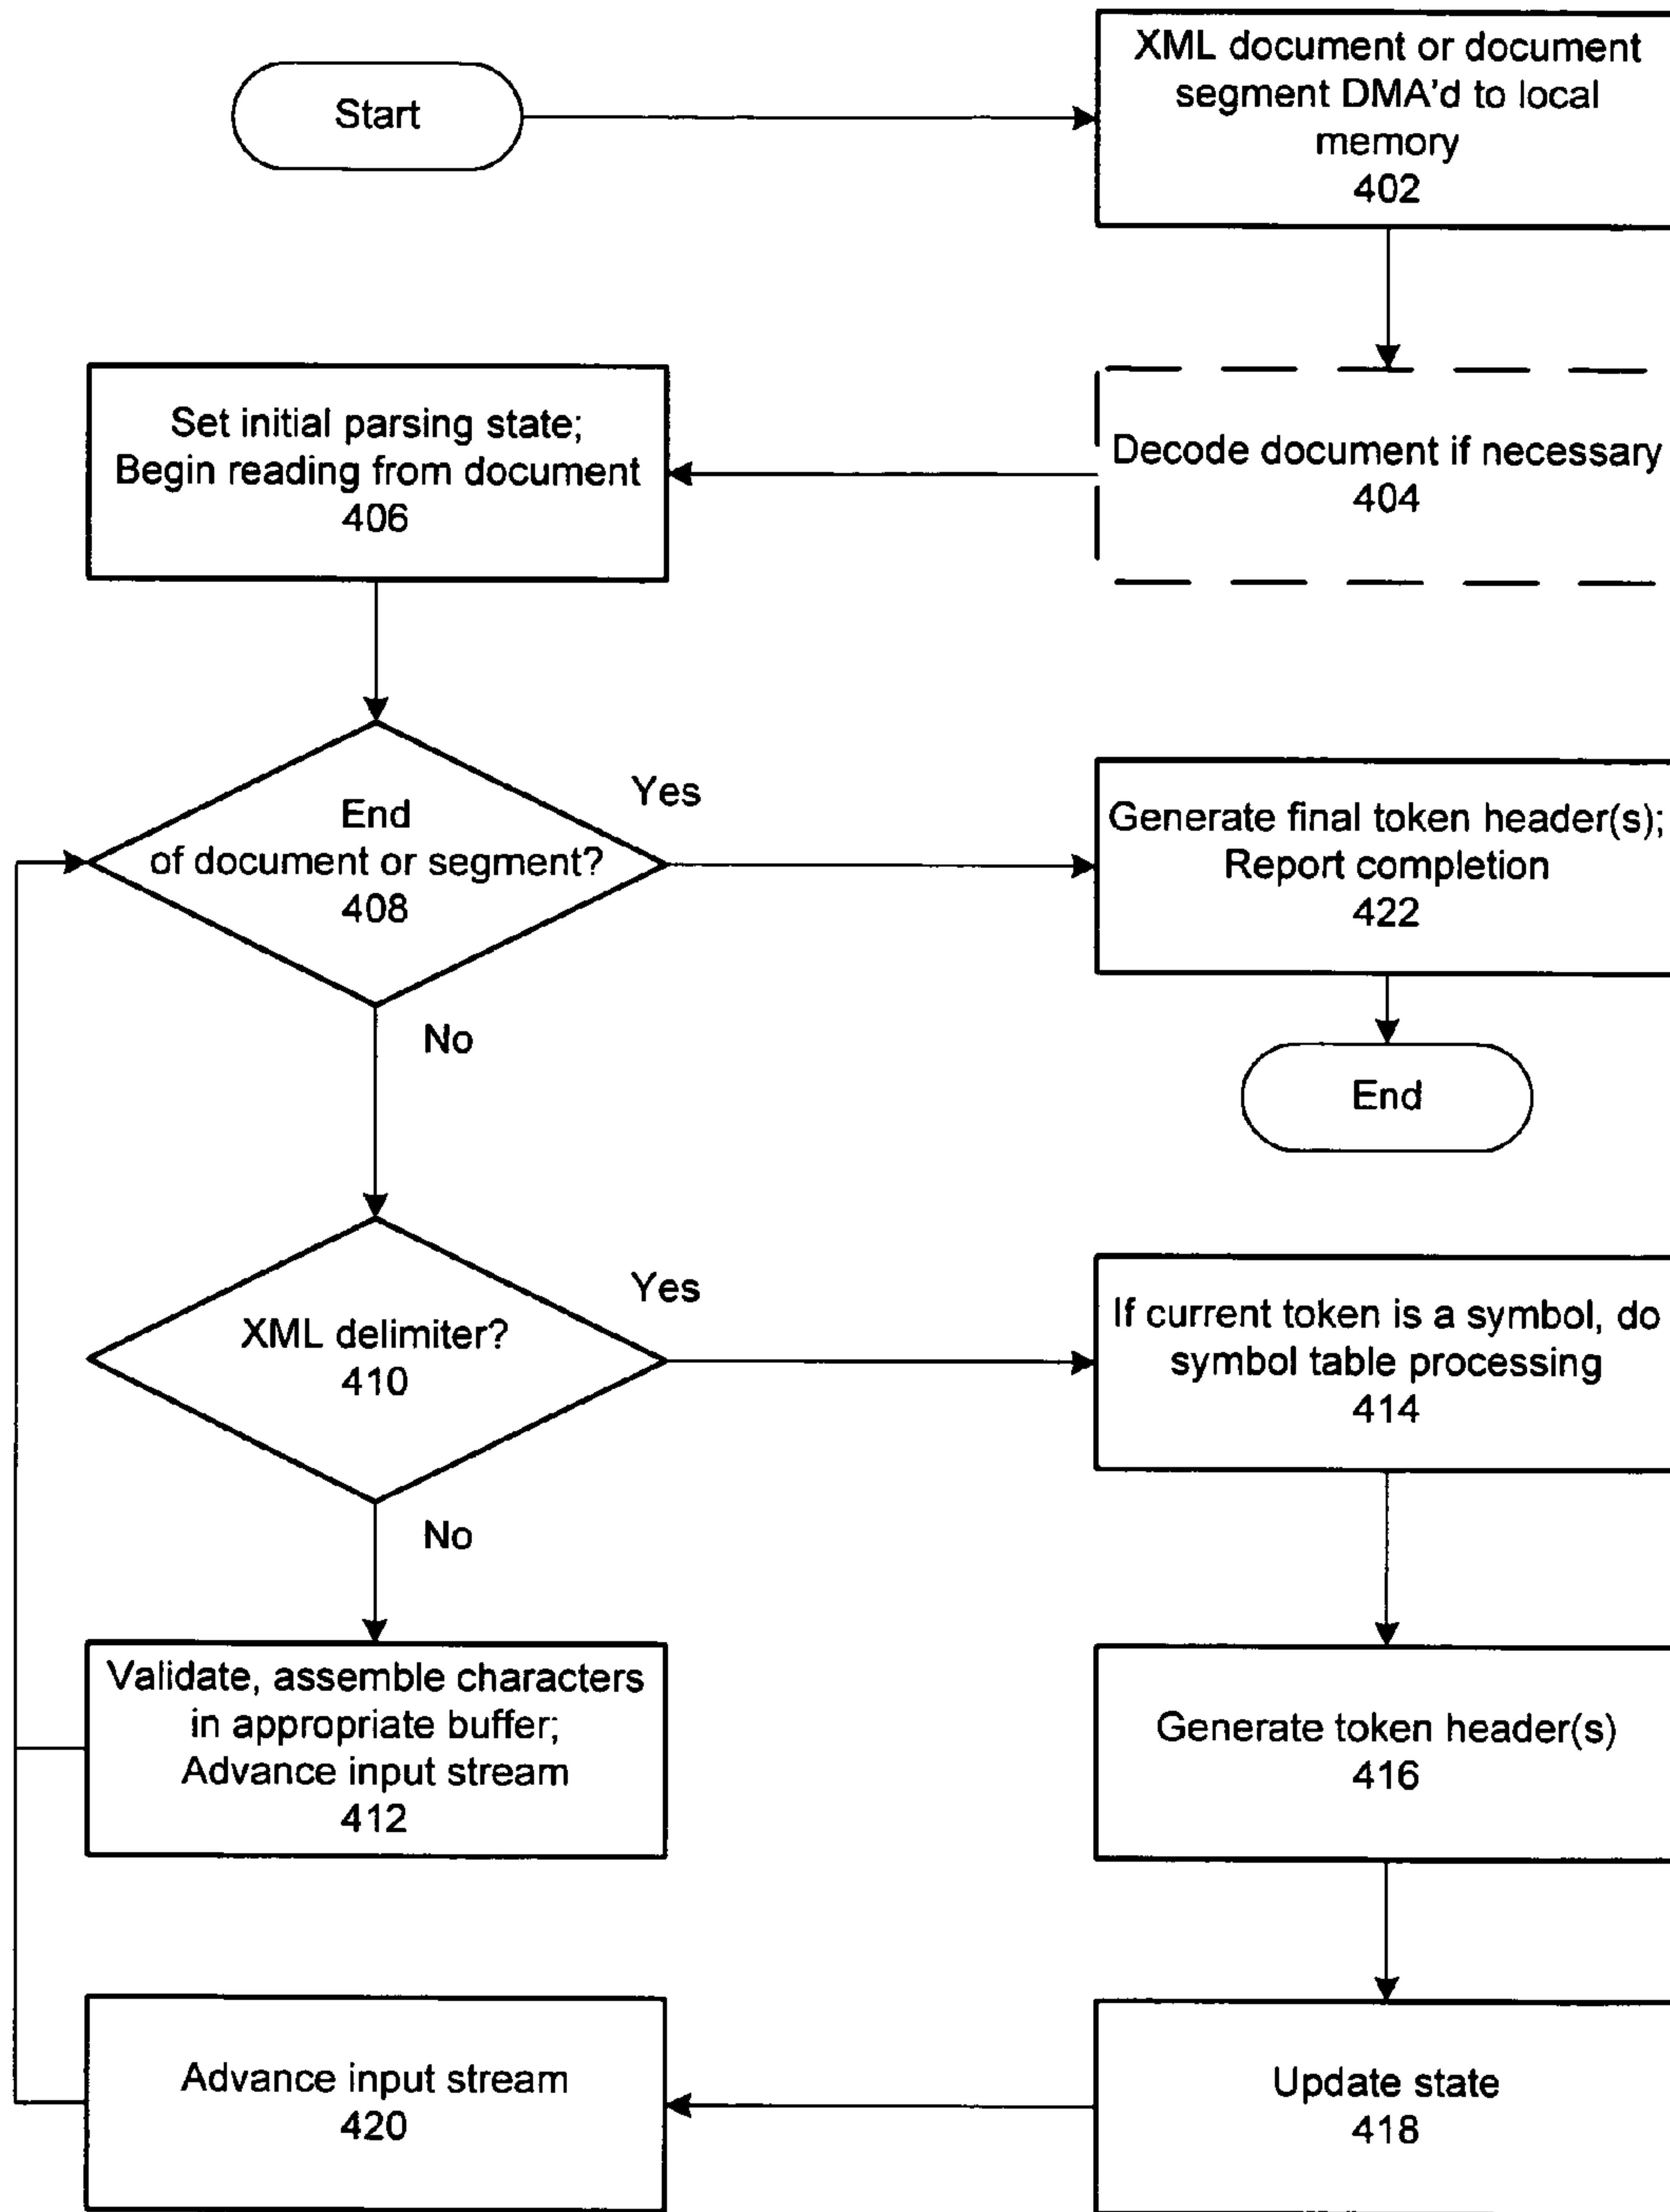 Start
XML document or document
segment DMA'd to local
memory
402
Decode document if necessary
404
Set initial parsing state;
Begin reading from document
406
End
of document or segment?
408
Yes
Generate final token header(s);
Report completion
422
End
No
XML delimiter?
410
Yes
If current token is a symbol, do
symbol table processing
414
No
Validate, assemble characters
in appropriate buffer;
Advance input stream
412
Generate token header(s)
416
Update state
418
Advance input stream
420